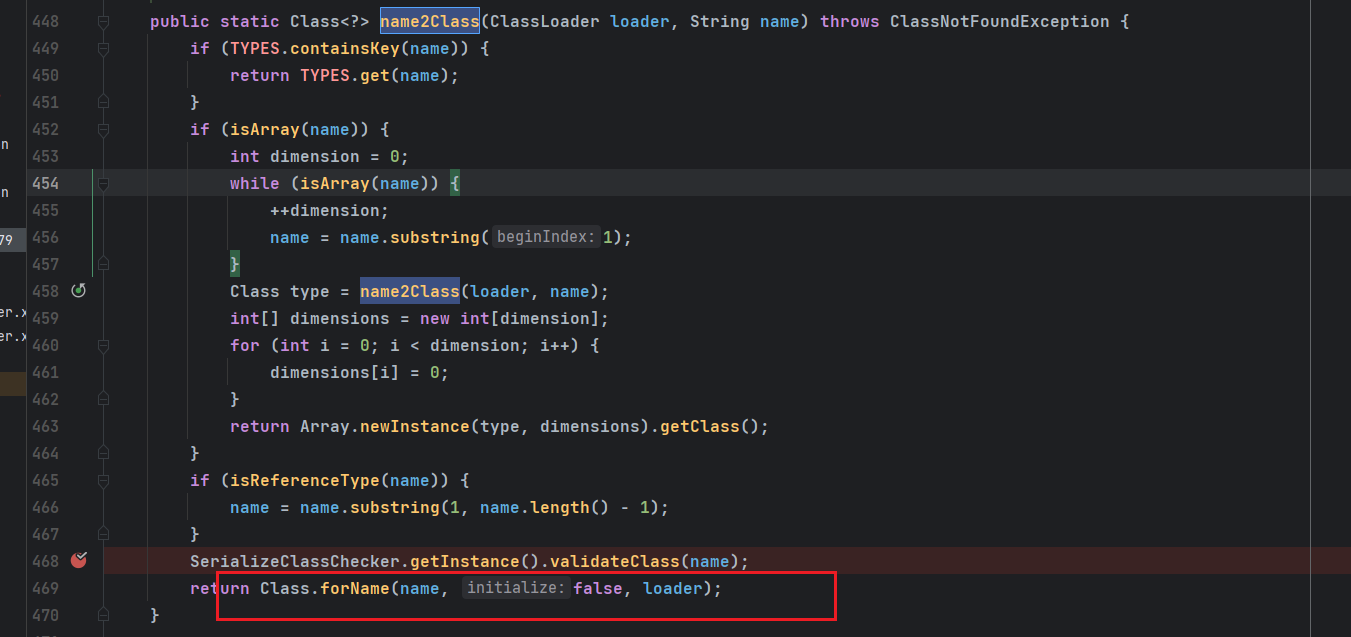 448 public static Class<?> name2Class(ClassLoader loader, String name) throws ClassNotFoundException {
449 if (TYPES.containsKey(name)) {
450 return TYPES.get(name);
451 }
452 if (isArray(name)) {
n
453 int dimension = 0;
454 while (isArray(name)) {
n
455 ++dimension;
79
456 name = name.substring( beginIndex: 1);
457 }
458 Class type = name2Class(loader, name);
er.x
459 int[] dimensions = new int[dimension];
er.x
460 for (int i = 0; i < dimension; i++) {
461 dimensions[i] = 0;
462 }
463 return Array.newInstance(type, dimensions).getClass();
464 }
465 if (isReferenceType(name)) {
466 name = name.substring(1, name.length() - 1);
467 }
468 SerializeClassChecker.getInstance().validateClass(name);
469 return Class.forName(name, initialize: false, loader);
470 }